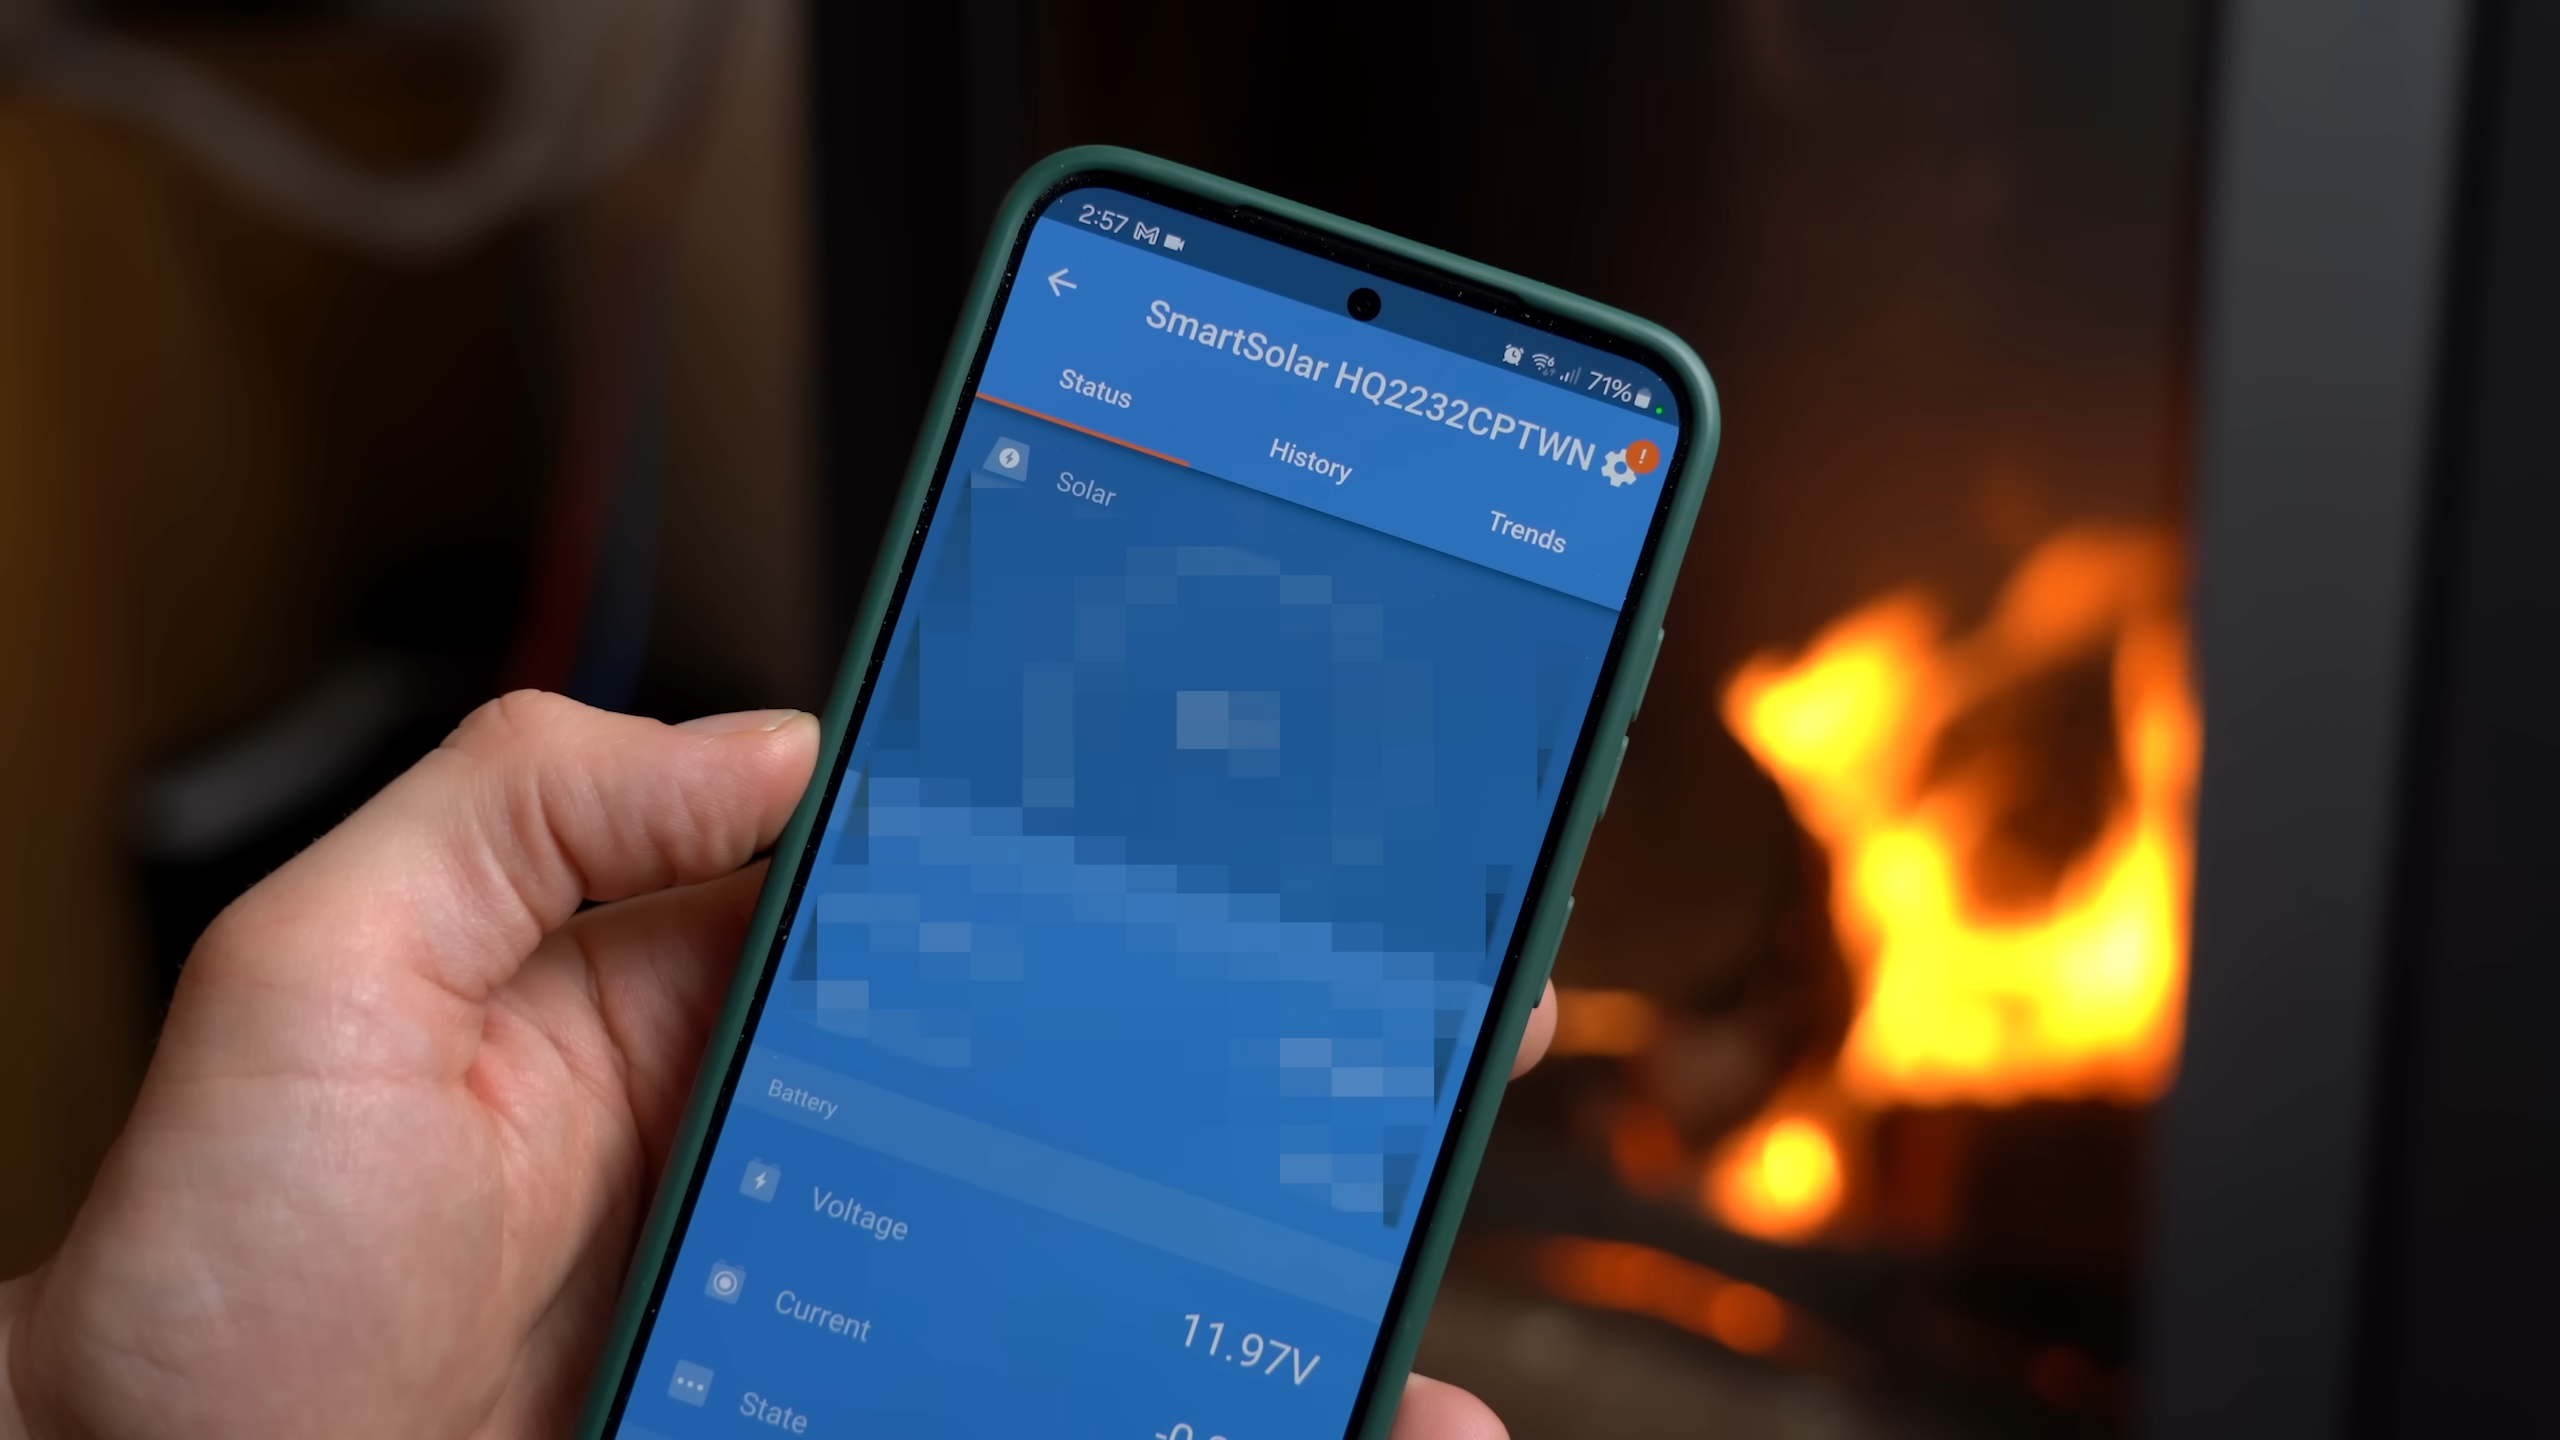 2:57
71%
SmartSolar HQ2232CPTWN
Status
History
Trends
Solar
Battery
Voltage
11.97V
Current
State